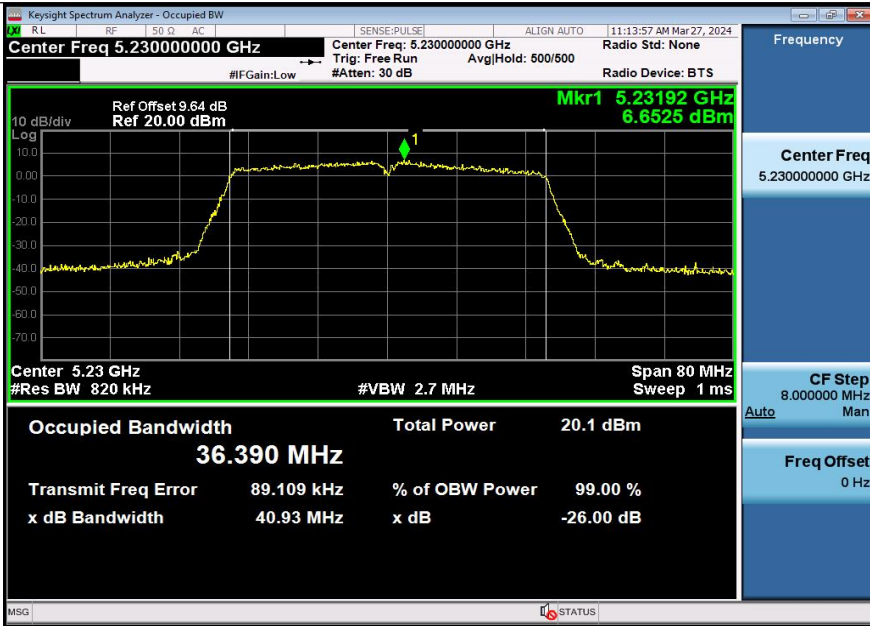 Keysight Spectrum Analyzer - Occupied BW
LXI RL RF 50 Ω AC SENSE:PULSE ALIGN AUTO 11:13:57 AM Mar 27, 2024
Center Freq 5.230000000 GHz
Center Freq: 5.230000000 GHz
Radio Std: None
Trig: Free Run Avg|Hold: 500/500
#IFGain:Low #Atten: 30 dB Radio Device: BTS
Frequency
Mkr1 5.23192 GHz
6.6525 dBm
Ref Offset 9.64 dB
10 dB/div Ref 20.00 dBm
Log
1
10.0
0.00
-10.0
-20.0
-30.0
-40.0
-50.0
-60.0
-70.0
Center 5.23 GHz Span 80 MHz
#Res BW 820 kHz #VBW 2.7 MHz Sweep 1 ms
Occupied Bandwidth Total Power 20.1 dBm
36.390 MHz
Transmit Freq Error 89.109 kHz % of OBW Power 99.00 %
x dB Bandwidth 40.93 MHz x dB -26.00 dB
Center Freq
5.230000000 GHz
CF Step
8.000000 MHz
Auto Man
Freq Offset
0 Hz
MSG STATUS